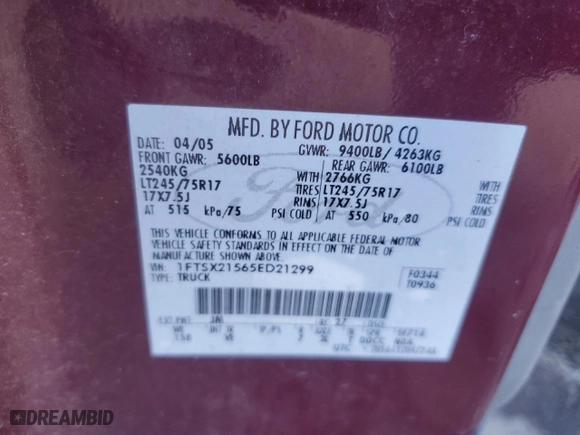 MFD. BY FORD MOTOR CO.
DATE: 04/05 GVWR: 9400LB/ 4263KG
FRONT GAWR: 5600LB REAR GAWR: 6100LB
2540KG WITH 2766KG WITH
LT245/75R17 TIRES LT245/75R17 TIRES
17X7.5J RIMS 17X7.5J RIMS
AT 515 kPa/75 PSI COLD AT 550 kPa/80 PSI COLD
Ford
THIS VEHICLE CONFORMS TO ALL APPLICABLE FEDERAL MOTOR
VEHICLE SAFETY STANDARDS IN EFFECT ON THE DATE OF
MANUFACTURE SHOWN ABOVE.
VIN: 1FTSX21565ED21299
TYPE: TRUCK
F0344
T0936
DREAMBID